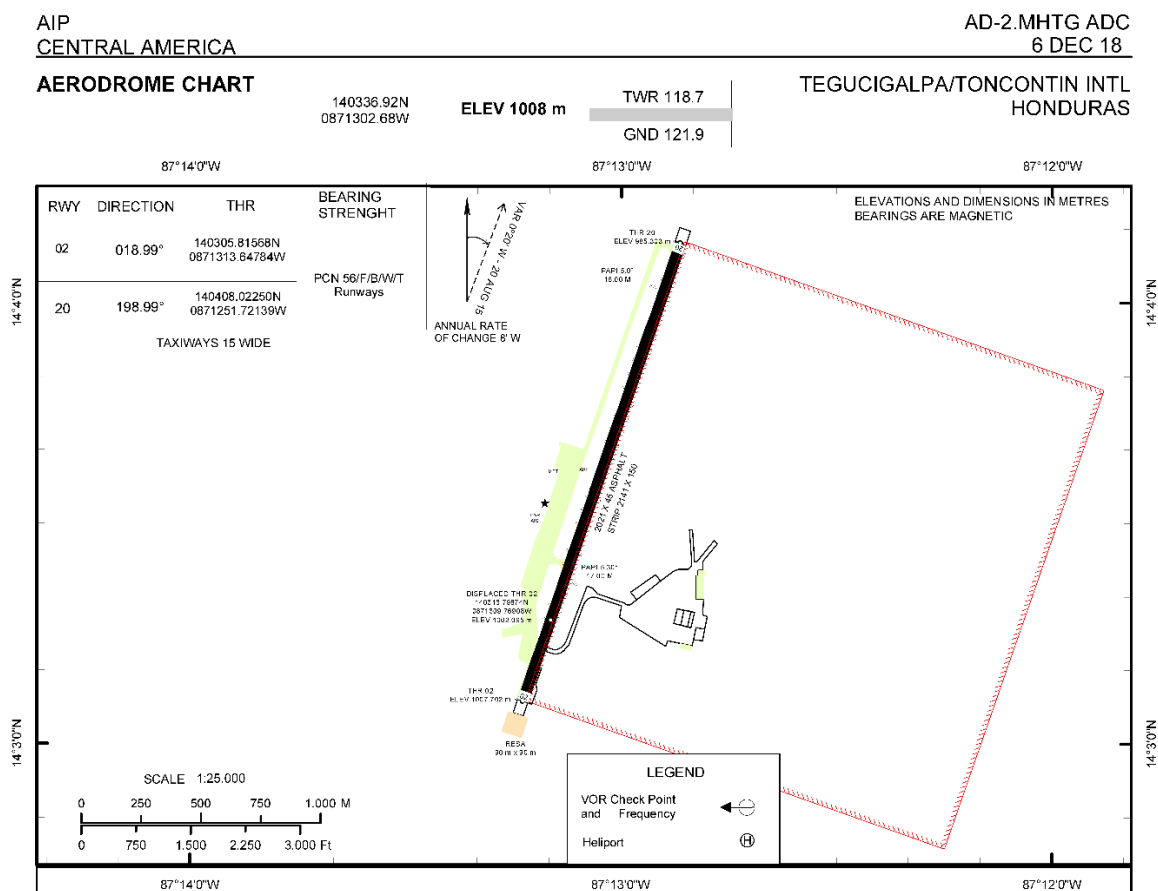 AIP
CENTRAL AMERICA
AD-2.MHTG ADC
6 DEC 18
AERODROME CHART
140336.92N
0871302.68W
ELEV 1008 m
TWR 118.7
GND 121.9
TEGUCIGALPA/TONCONTIN INTL
HONDURAS
87°14'0"W
87°13'0"W
87°12'0"W
RWY DIRECTION THR
BEARING
STRENGHT
02 018.99° 140305.81568N
0871313.64784W
PCN 56/F/B/W/T
Runways
20 198.99° 140408.02250N
0871251.72139W
TAXIWAYS 15 WIDE
VAR 0°20' W - 20 AUG 15
ANNUAL RATE
OF CHANGE 6' W
ELEVATIONS AND DIMENSIONS IN METRES
BEARINGS ARE MAGNETIC
14°4'0"N
14°4'0"N
THR 20
PAPI 5.0°
2021 X 45 ASPHALT
STRIP 2141 X 150
DISPLACED THR 02
THR 02
RESA
14°3'0"N
14°3'0"N
SCALE 1:25.000
0 250 500 750 1.000 M
0 750 1.500 2.250 3.000 Ft
LEGEND
VOR Check Point
and Frequency
Heliport
H
87°14'0"W
87°13'0"W
87°12'0"W